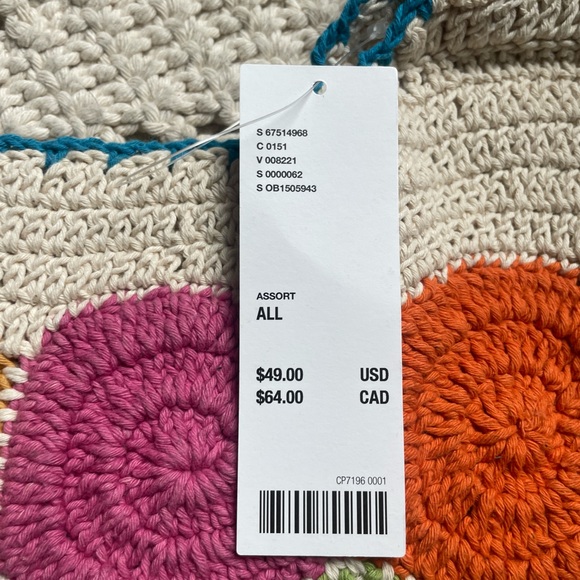 S 67514968
C 0151
V 008221
S 0000062
S OB1505943
ASSORT
ALL
$49.00 USD
$64.00 CAD
CP7196 0001